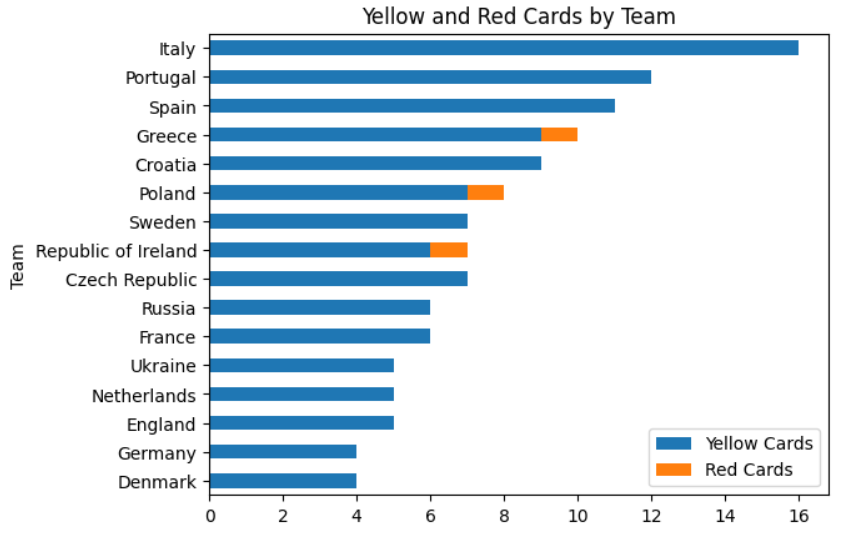 Yellow and Red Cards by Team
Italy
Portugal
Spain
Greece
Croatia
Poland
Sweden
Republic of Ireland
Czech Republic
Russia
France
Ukraine
Netherlands
England
Germany
Denmark
Team
Yellow Cards
Red Cards
0 2 4 6 8 10 12 14 16